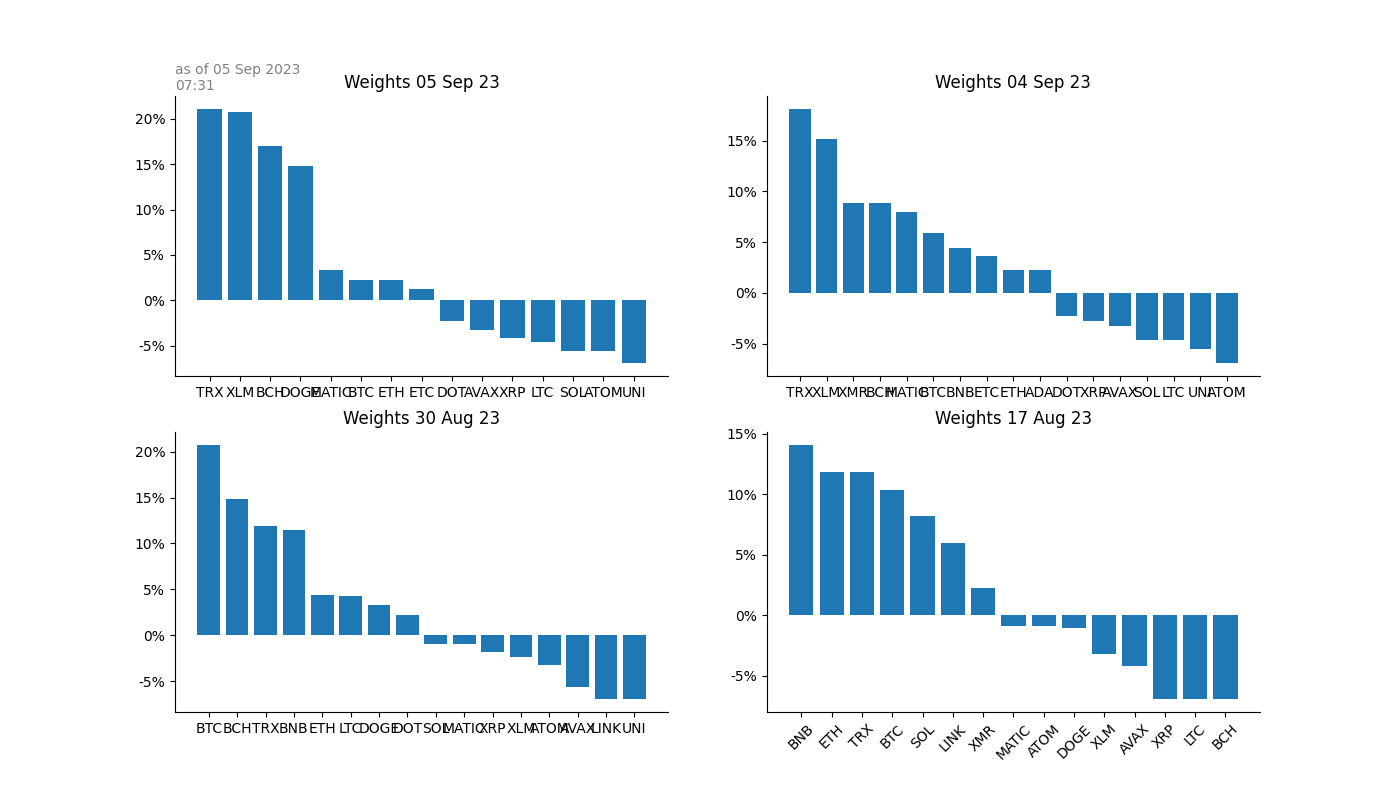 as of 05 Sep 2023
07:31
Weights 05 Sep 23
20%
15%
10%
5%
0%
-5%
TRX XLM BCH DOGE MATIC BTC ETH ETC DOT AVAX XRP LTC SOL ATOM UNI
Weights 04 Sep 23
15%
10%
5%
0%
-5%
TRX XLM XMR BCH MATIC BTC BNB ETC ETH ADA DOT XRP AVAX SOL LTC UNI ATOM
Weights 30 Aug 23
20%
15%
10%
5%
0%
-5%
BTC BCH TRX BNB ETH LTC DOGE DOT SOL MATIC XRP XLM ATOM AVAX LINK UNI
Weights 17 Aug 23
15%
10%
5%
0%
-5%
BNB ETH TRX BTC SOL LINK XMR MATIC ATOM DOGE XLM AVAX XRP LTC BCH